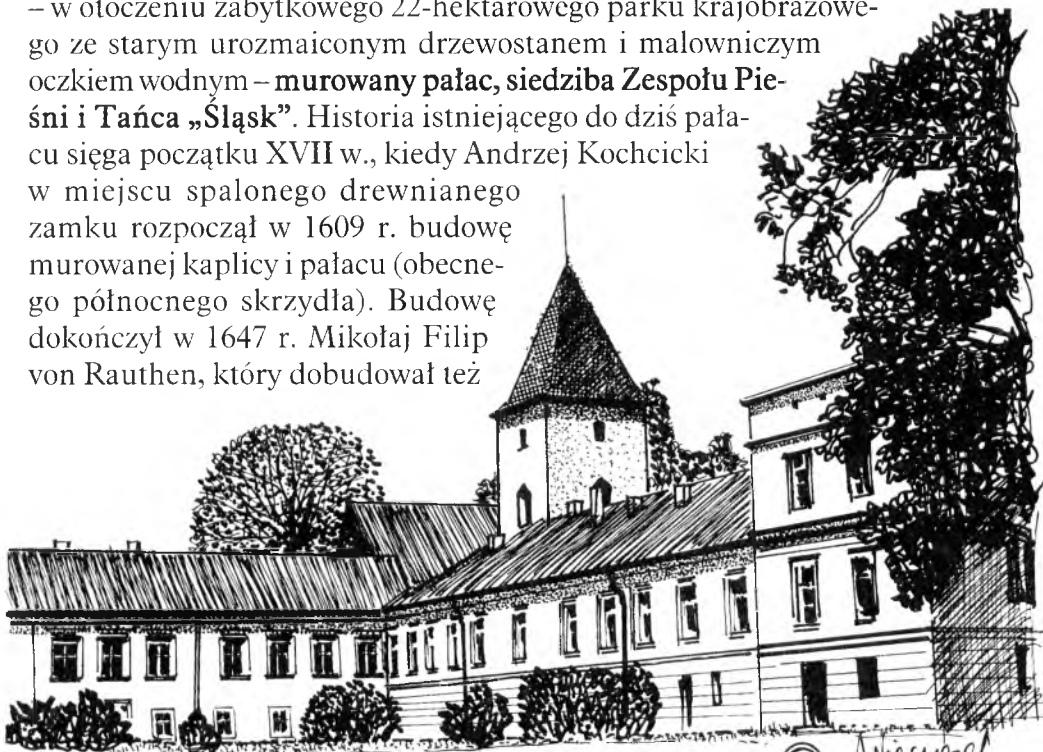 – w otoczeniu zabytkowego 22-hektarowego parku krajobrazowe-
go ze starym urozmaiconym drzewostanem i malowniczym
oczkiem wodnym – murowany pałac, siedziba Zespołu Pie-
śni i Tańca „Śląsk”. Historia istniejącego do dziś pała-
cu sięga początku XVII w., kiedy Andrzej Kochcicki
w miejscu spalonego drewnianego
zamku rozpoczął w 1609 r. budowę
murowanej kaplicy i pałacu (obecne-
go północnego skrzydła). Budowę
dokończył w 1647 r. Mikołaj Filip
von Rauthen, który dobudował też